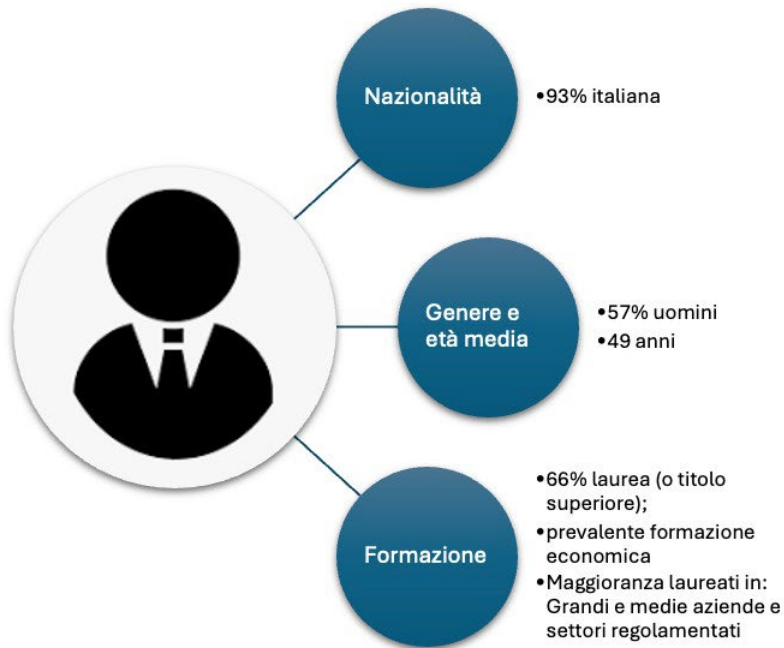 Nazionalità
•93% italiana
Genere e
età media
•57% uomini
•49 anni
Formazione
•66% laurea (o titolo
superiore);
•prevalente formazione
economica
•Maggioranza laureati in:
Grandi e medie aziende e
settori regolamentati